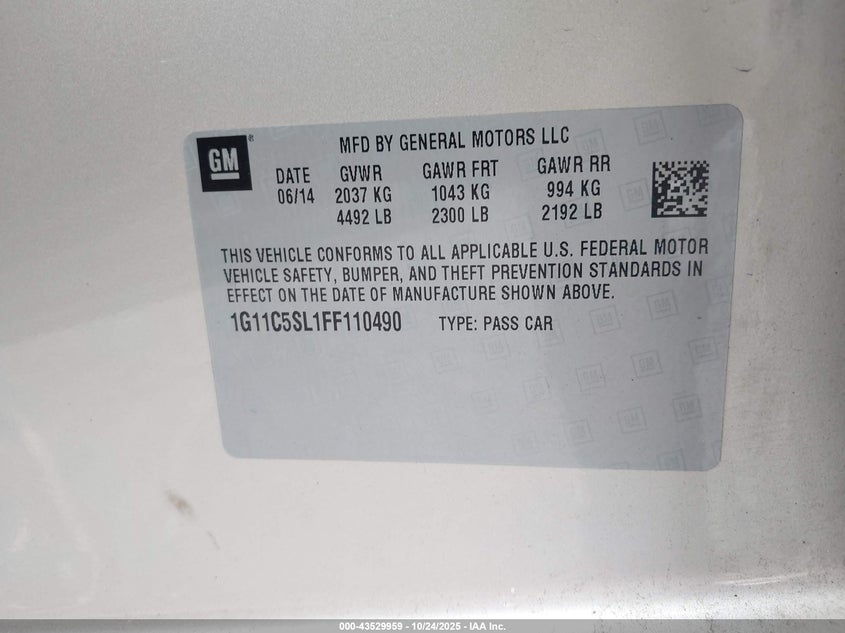 MFD BY GENERAL MOTORS LLC
GM ®
DATE GVWR GAWR FRT GAWR RR
06/14 2037 KG 1043 KG 994 KG
4492 LB 2300 LB 2192 LB
THIS VEHICLE CONFORMS TO ALL APPLICABLE U.S. FEDERAL MOTOR
VEHICLE SAFETY, BUMPER, AND THEFT PREVENTION STANDARDS IN
EFFECT ON THE DATE OF MANUFACTURE SHOWN ABOVE.
1G11C5SL1FF110490 TYPE: PASS CAR
000-43529959 - 10/24/2025 - IAA Inc.